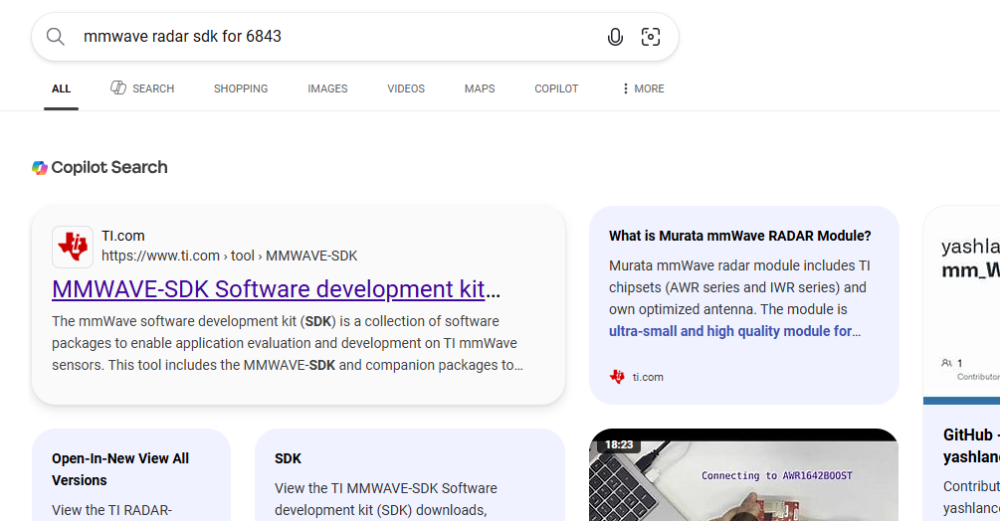 mmwave radar sdk for 6843
ALL
SEARCH
SHOPPING
IMAGES
VIDEOS
MAPS
COPILOT
MORE
Copilot Search
TI.com
https://www.ti.com › tool › MMWAVE-SDK
MMWAVE-SDK Software development kit...
The mmWave software development kit (SDK) is a collection of software
packages to enable application evaluation and development on TI mmWave
sensors. This tool includes the MMWAVE-SDK and companion packages to...
What is Murata mmWave RADAR Module?
Murata mmWave radar module includes TI
chipsets (AWR series and IWR series) and
own optimized antenna. The module is
ultra-small and high quality module for...
ti.com
yashla
mm_W
1
Contributor
Open-In-New View All
Versions
View the TI RADAR-
SDK
View the TI MMWAVE-SDK Software
development kit (SDK) downloads,
18:23
Connecting to AWR1642BOOST
GitHub -
yashlanc
Contribut
yashlanc